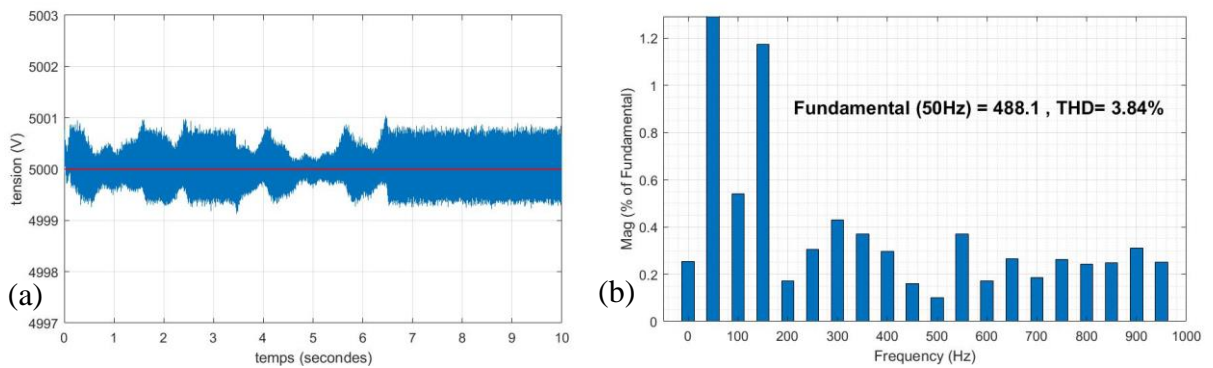 5003
5002
5001
5000
4999
4998
4997
tension (V)
0 1 2 3 4 5 6 7 8 9 10
temps (secondes)
(a)
1.2
1
0.8
0.6
0.4
0.2
0
Mag (% of Fundamental)
Fundamental (50Hz) = 488.1 , THD= 3.84%
0 100 200 300 400 500 600 700 800 900 1000
Frequency (Hz)
(b)